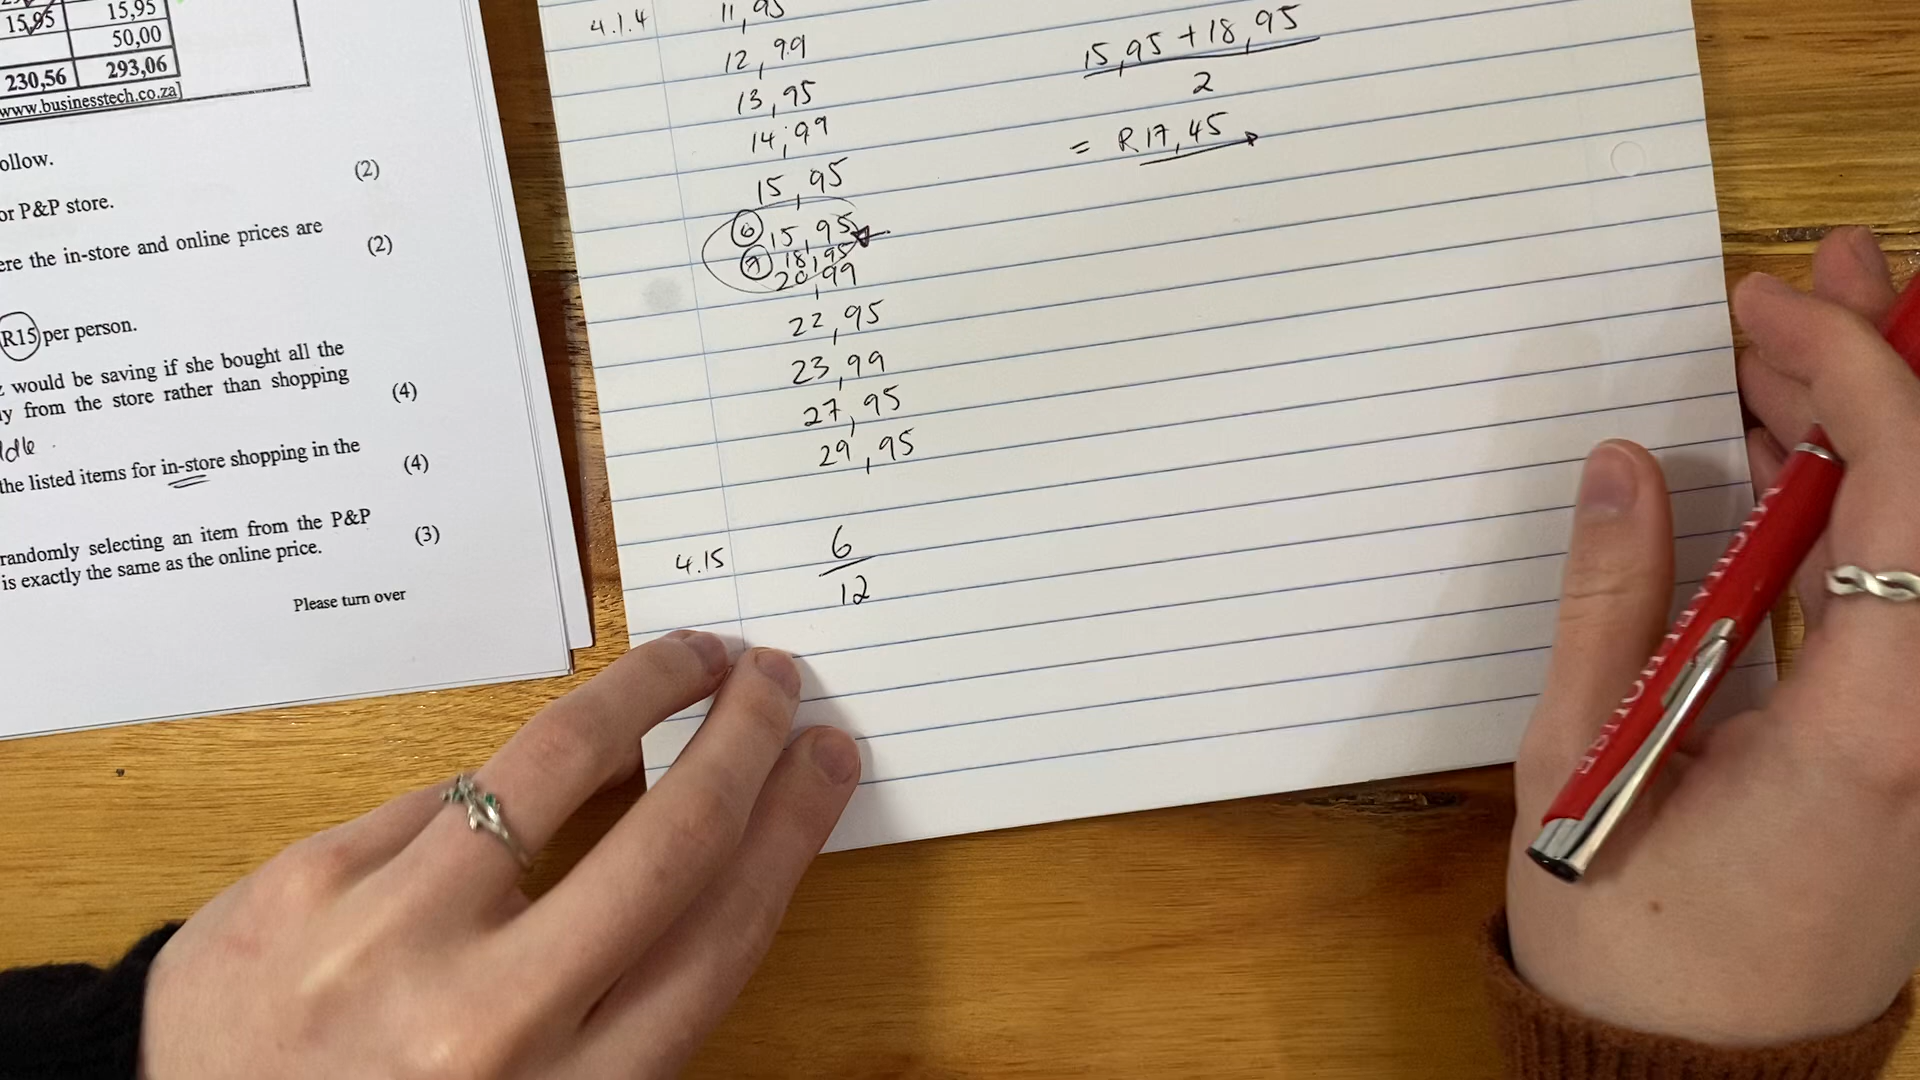 15,95 15,95
50,00
230,56 293,06
www.businesstech.co.za]
ollow.
(2)
or P&P store.
ere the in-store and online prices are
(2)
R15 per person.
would be saving if she bought all the
ly from the store rather than shopping
(4)
ddle
the listed items for in-store shopping in the
(4)
randomly selecting an item from the P&P
is exactly the same as the online price.
(3)
Please turn over
4.1.4
11,95
12,99
13,95
14,99
15,95
6 15,95
7 18,95
20,99
22,95
23,99
27,95
29,95
15,95 + 18,95
2
= R17,45
4.15
6
12
MICHAEL HOUSE